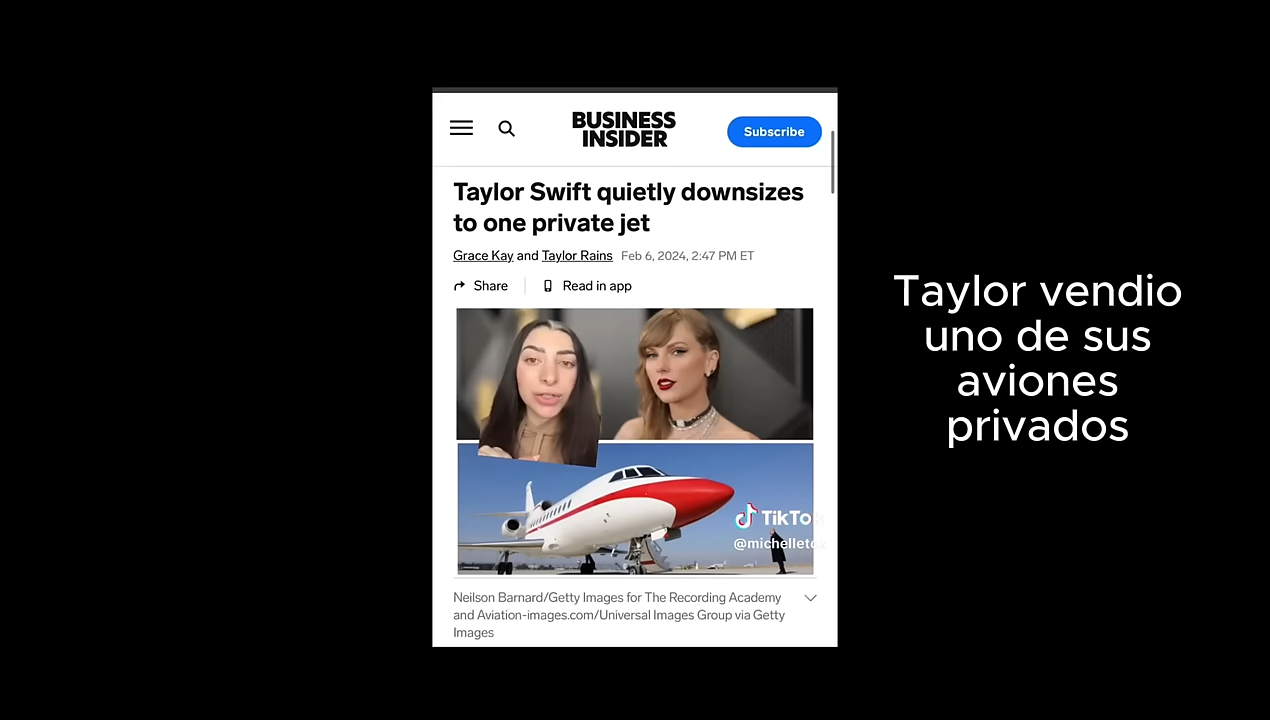 BUSINESS
INSIDER
Subscribe
Taylor Swift quietly downsizes
to one private jet
Grace Kay and Taylor Rains Feb 6, 2024, 2:47 PM ET
Share
Read in app
TikTo
Neilson Barnard/Getty Images for The Recording Academy
and Aviation-images.com/Universal Images Group via Getty
Images
Taylor vendio
uno de sus
aviones
privados